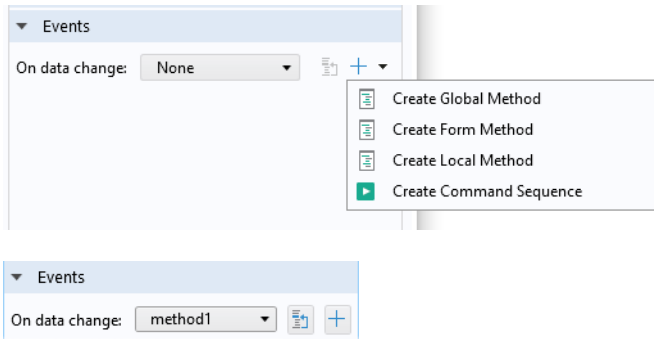 Events
On data change: None
Create Global Method
Create Form Method
Create Local Method
Create Command Sequence
Events
On data change: method1